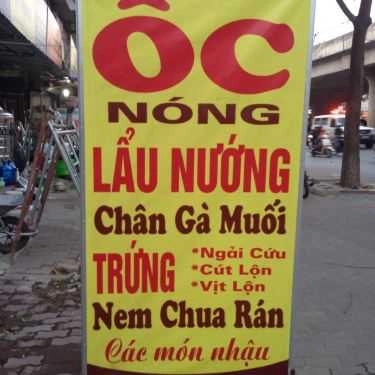 ỐC
NÓNG
LẨU NƯỚNG
Chân Gà Muối
TRỨNG
*Ngải Cứu
*Cút Lộn
*Vịt Lộn
Nem Chua Rán
Các món nhậu